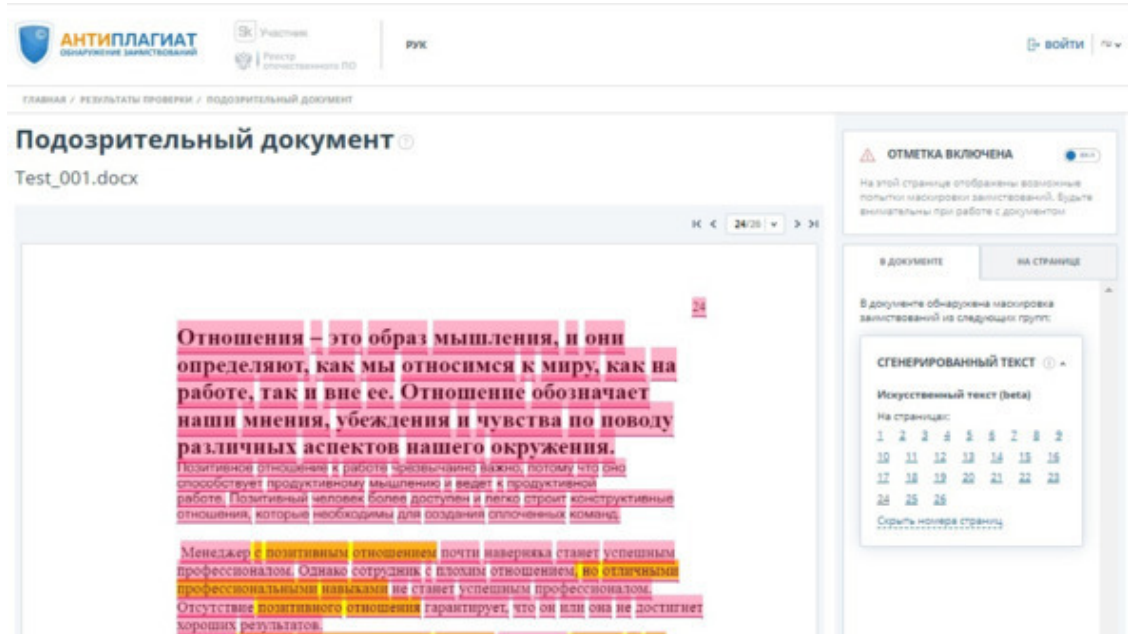 АНТИПЛАГИАТ
ОБНАРУЖЕНИЕ ЗАИМСТВОВАНИЙ
Sk Участник
Реестр
отечественного ПО
РУК
ВОЙТИ
ru
ГЛАВНАЯ / РЕЗУЛЬТАТЫ ПРОВЕРКИ / ПОДОЗРИТЕЛЬНЫЙ ДОКУМЕНТ
Подозрительный документ
Test_001.docx
24/26
24
Отношения – это образ мышления, и они
определяют, как мы относимся к миру, как на
работе, так и вне ее. Отношение обозначает
наши мнения, убеждения и чувства по поводу
различных аспектов нашего окружения.
Позитивное отношение к работе чрезвычайно важно, потому что оно
способствует продуктивному мышлению и ведет к продуктивной
работе. Позитивный человек более доступен и легко строит конструктивные
отношения, которые необходимы для создания сплоченных команд.
Менеджер с позитивным отношением почти наверняка станет успешным
профессионалом. Однако сотрудник с плохим отношением, но отличными
профессиональными навыками не станет успешным профессионалом.
Отсутствие позитивного отношения гарантирует, что он или она не достигнет
хороших результатов.
ОТМЕТКА ВКЛЮЧЕНА
На этой странице отображены возможные
попытки маскировки заимствований. Будьте
внимательны при работе с документом
В ДОКУМЕНТЕ
НА СТРАНИЦЕ
В документе обнаружена маскировка
заимствований из следующих групп:
СГЕНЕРИРОВАННЫЙ ТЕКСТ
Искусственный текст (beta)
На страницах:
1 2 3 4 5 6 7 8 9
10 11 12 13 14 15 16
17 18 19 20 21 22 23
24 25 26
Скрыть номера страниц